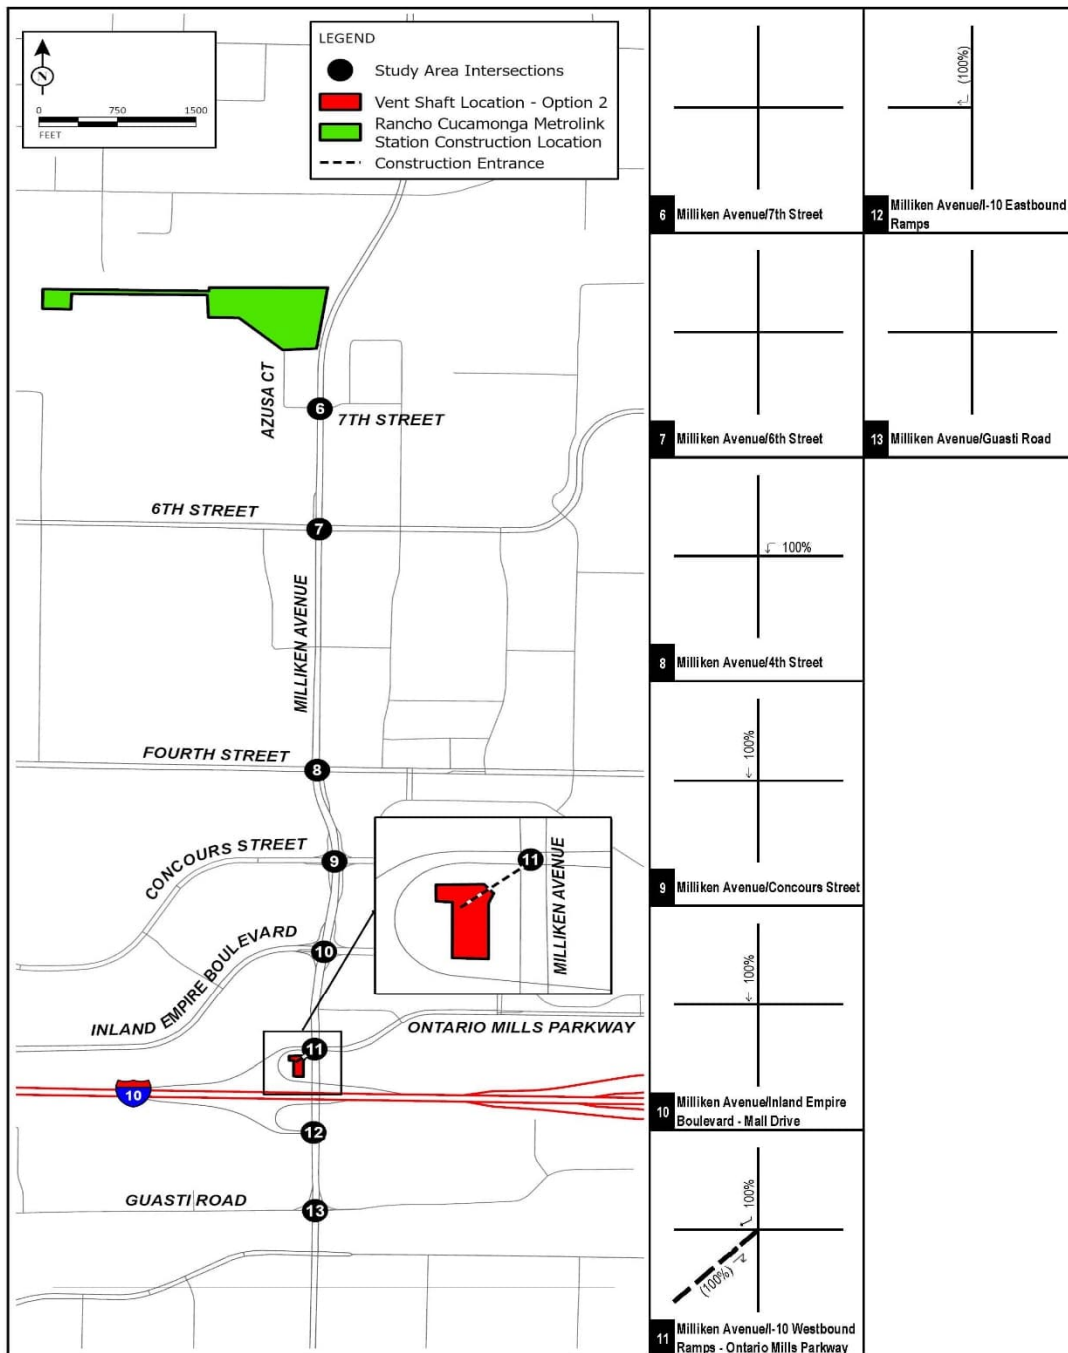 LEGEND
Study Area Intersections
Vent Shaft Location - Option 2
Rancho Cucamonga Metrolink
Station Construction Location
Construction Entrance
N
0 750 1500
FEET
AZUSA CT
6
7TH STREET
6TH STREET
7
MILLIKEN AVENUE
FOURTH STREET
8
CONCOURS STREET
9
11
MILLIKEN AVENUE
INLAND EMPIRE BOULEVARD
10
ONTARIO MILLS PARKWAY
11
10
12
GUASTI ROAD
13
6 Milliken Avenue/7th Street
(100%)
12 Milliken Avenue/I-10 Eastbound
Ramps
7 Milliken Avenue/6th Street
13 Milliken Avenue/Guasti Road
100%
8 Milliken Avenue/4th Street
100%
9 Milliken Avenue/Concours Street
100%
10 Milliken Avenue/Inland Empire
Boulevard - Mall Drive
100%
(100%)
11 Milliken Avenue/I-10 Westbound
Ramps - Ontario Mills Parkway